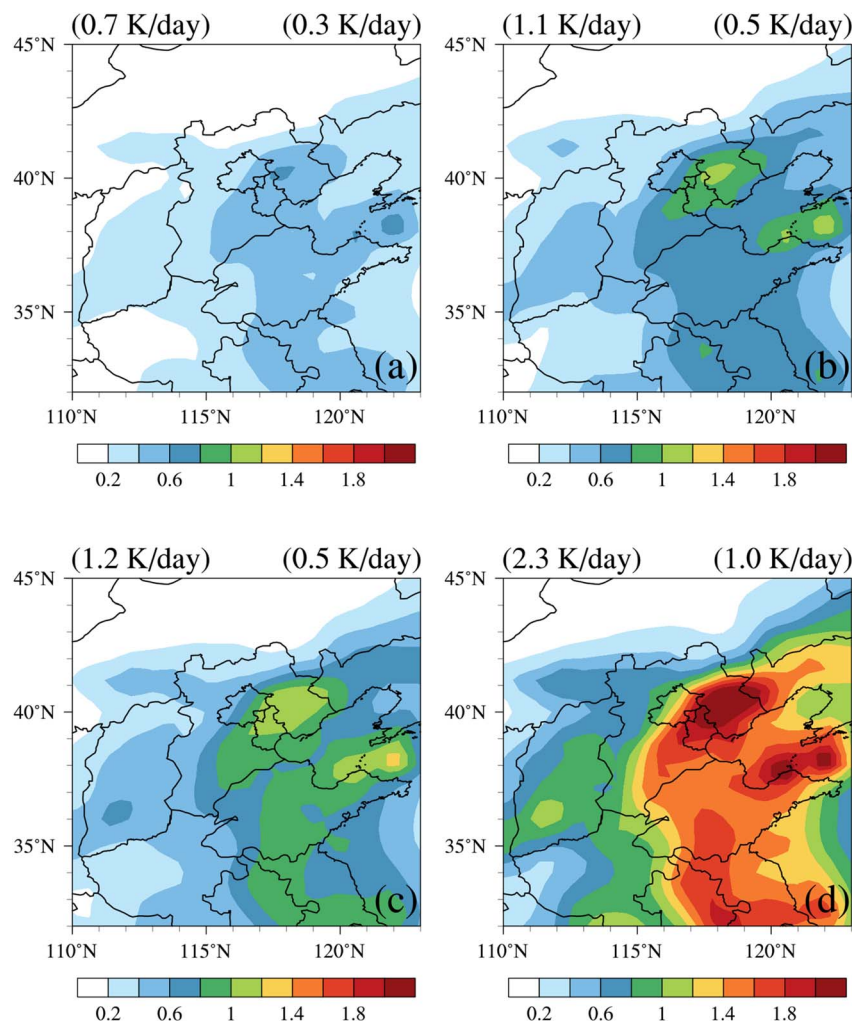 (0.7 K/day) (0.3 K/day)
45°N
40°N
35°N
(a)
110°N 115°N 120°N
0.2 0.6 1 1.4 1.8
(1.1 K/day) (0.5 K/day)
45°N
40°N
35°N
(b)
110°N 115°N 120°N
0.2 0.6 1 1.4 1.8
(1.2 K/day) (0.5 K/day)
45°N
40°N
35°N
(c)
110°N 115°N 120°N
0.2 0.6 1 1.4 1.8
(2.3 K/day) (1.0 K/day)
45°N
40°N
35°N
(d)
110°N 115°N 120°N
0.2 0.6 1 1.4 1.8